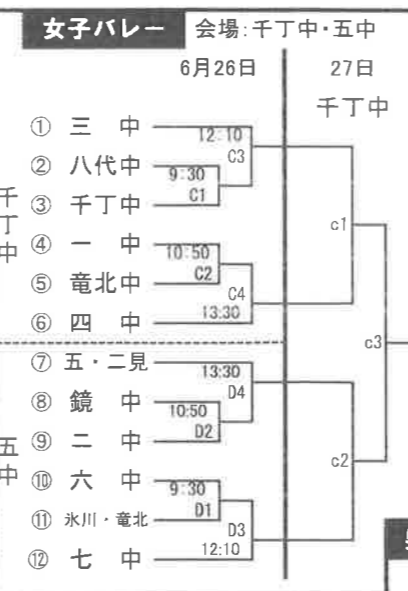 女子バレー 会場:千丁中・五中
6月26日 27日
千丁中
千丁中
① 三 中
12:10
C3
② 八代中
9:30
C1
③ 千丁中
c1
④ 一 中
10:50
C2
⑤ 竜北中
C4
⑥ 四 中
13:30
c3
五中
⑦ 五・二見
13:30
D4
⑧ 鏡 中
10:50
D2
⑨ 二 中
c2
⑩ 六 中
9:30
D1
⑪ 氷川・竜北
D3
⑫ 七 中
12:10